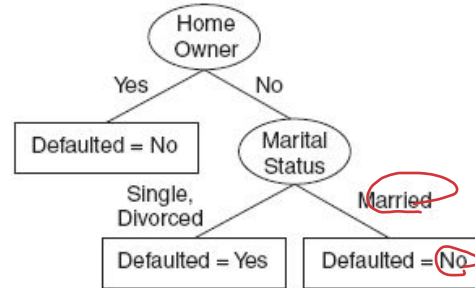 Home
Owner
Yes
No
Defaulted = No
Marital
Status
Single,
Divorced
Married
Defaulted = Yes
Defaulted = No